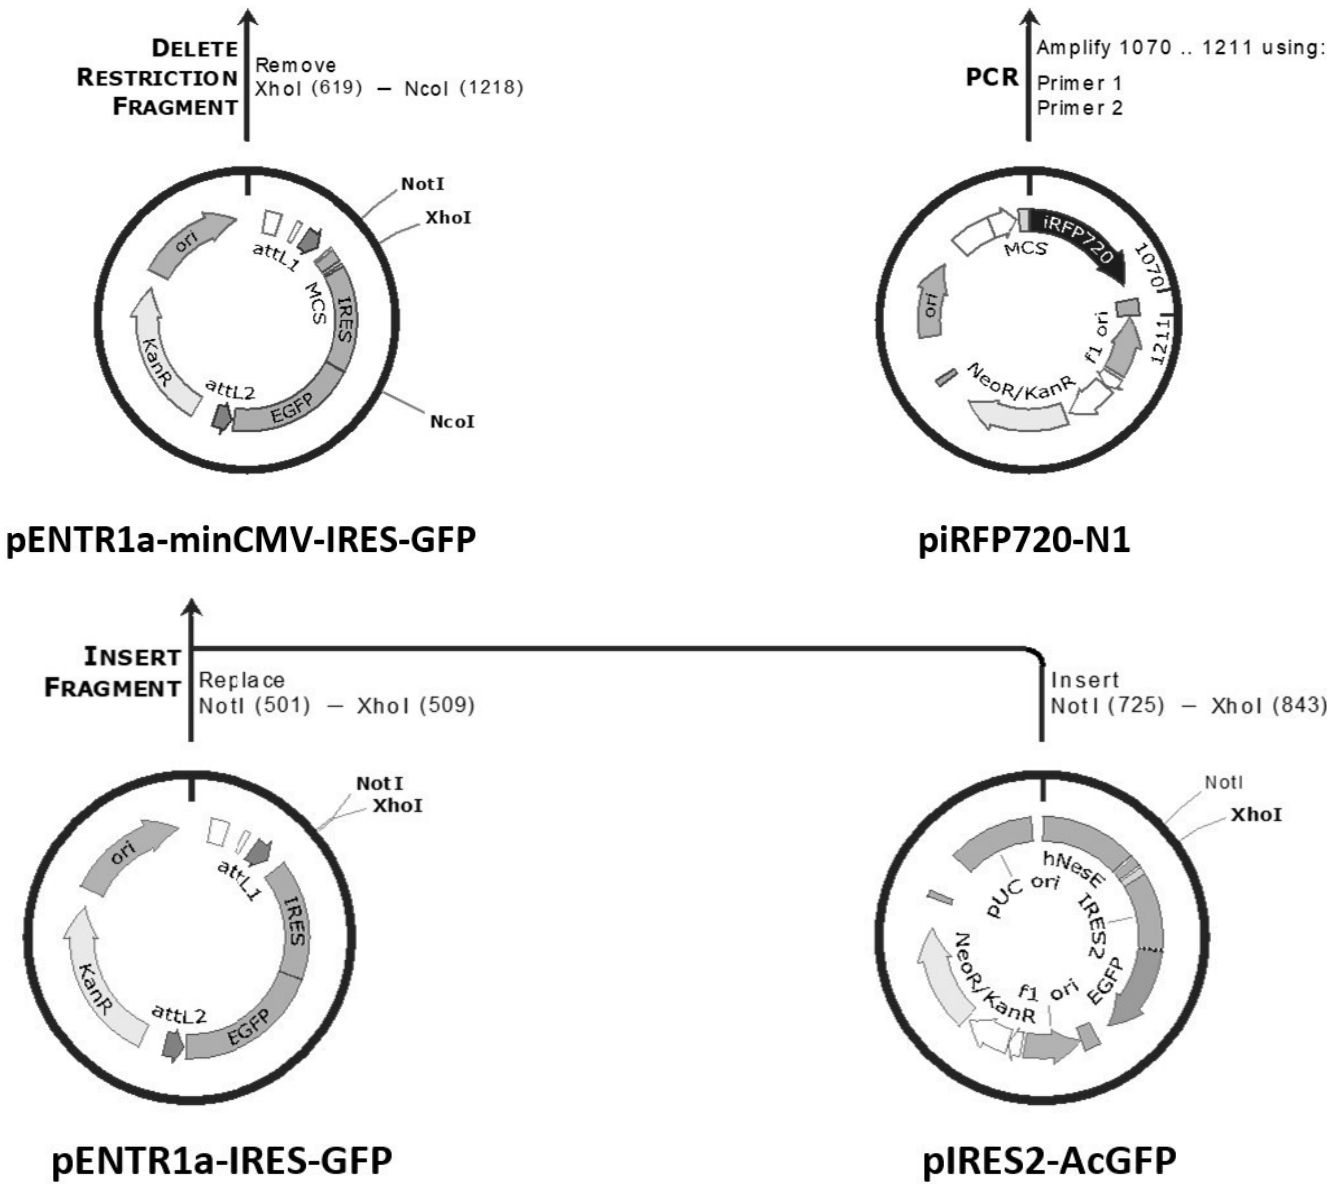 DELETE
RESTRICTION
FRAGMENT
Remove
XhoI (619) – NcoI (1218)
PCR
Amplify 1070 .. 1211 using:
Primer 1
Primer 2
NotI
XhoI
NcoI
ori
attL1
MCS
IRES
EGFP
attL2
KanR
pENTR1a-minCMV-IRES-GFP
MCS
iRFP720
1070
1211
f1 ori
NeoR/KanR
ori
piRFP720-N1
INSERT
FRAGMENT
Replace
NotI (501) – XhoI (509)
Insert
NotI (725) – XhoI (843)
NotI
XhoI
ori
attL1
IRES
EGFP
attL2
KanR
pENTR1a-IRES-GFP
NotI
XhoI
hNesE
pUC ori
IRES2
EGFP
f1 ori
NeoR/KanR
pIRES2-AcGFP